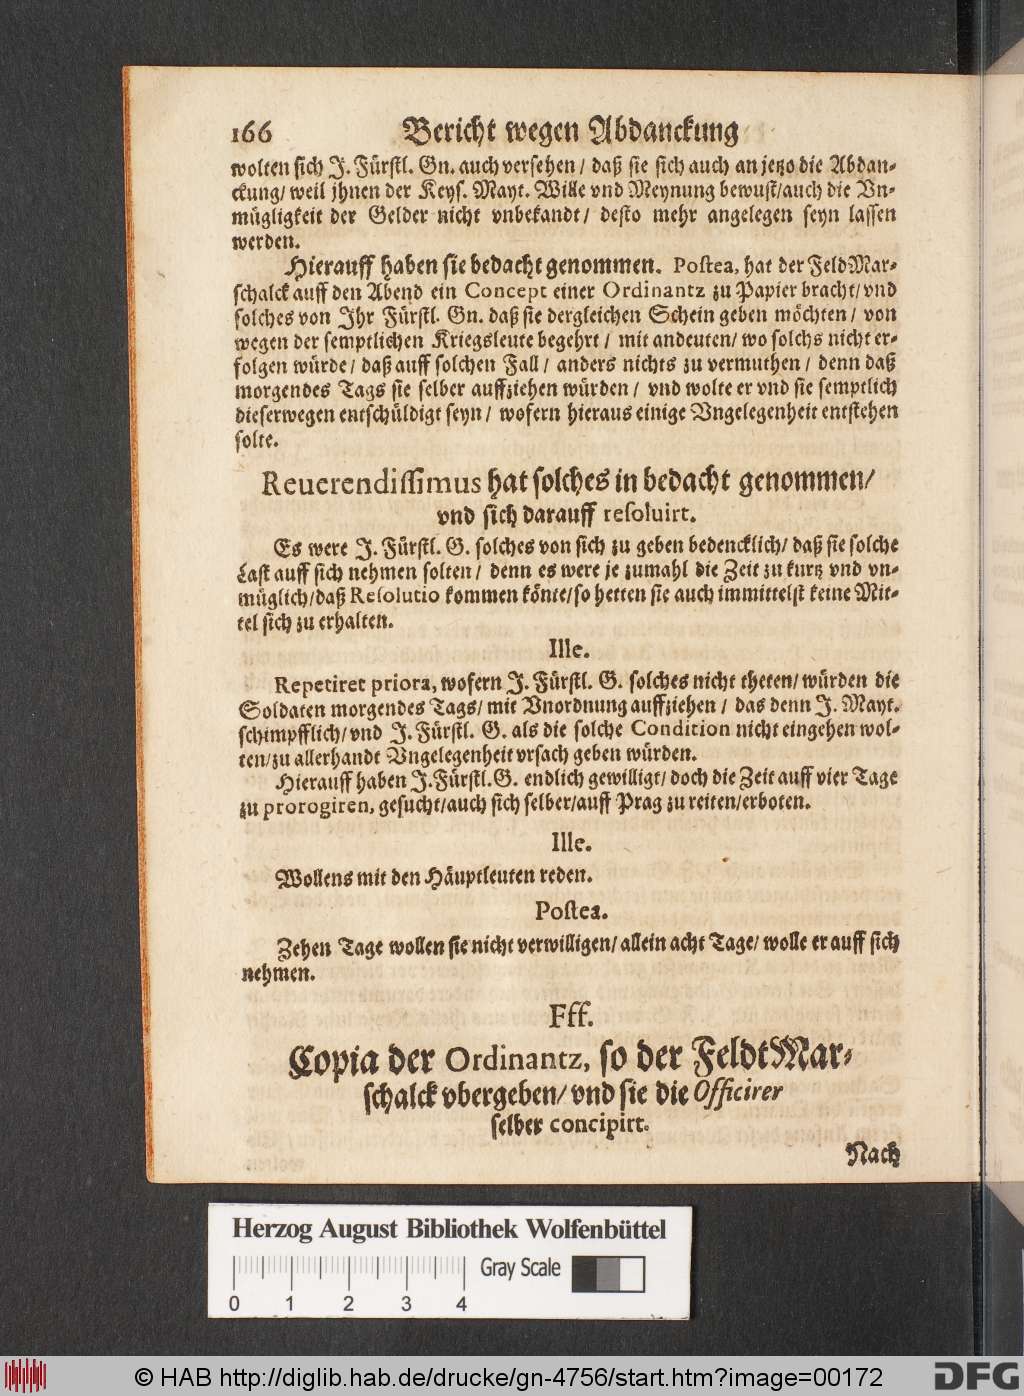 166 Bericht wegen Abdanckung
wolten sich J. Fürstl. Gn. auch versehen / daß sie sich auch an jetzo die Abdan-
ckung / weil jhnen der Keys. Mayt. Wille vnd Meynung bewust / auch die Vn-
mügligkeit der Gelder nicht vnbekandt / desto mehr angelegen seyn lassen
werden.
Hierauff haben sie bedacht genommen. Postea, hat der FeldMar-
schalck auff den Abend ein Concept einer Ordinantz zu Papier bracht / vnd
solches von Ihr Fürstl. Gn. daß sie dergleichen Schein geben möchten / von
wegen der semptlichen Kriegsleute begehrt / mit andeuten / wo solchs nicht er-
folgen würde / daß auff solchen Fall / anders nichts zu vermuthen / denn daß
morgendes Tags sie selber auffziehen würden / vnd wolte er vnd sie semptlich
dieserwegen entschüldigt seyn / wofern hieraus einige Vngelegenheit entstehen
solte.
Reuerendissimus hat solches in bedacht genommen /
vnd sich darauff resoluirt.
Es were J. Fürstl. G. solches von sich zu geben bedencklich / daß sie solche
Last auff sich nehmen solten / denn es were je zumahl die Zeit zu kurtz vnd vn-
müglich / daß Resolutio kommen könte / so hetten sie auch immittelst keine Mit-
tel sich zu erhalten.
Ille.
Repetiret priora, wofern J. Fürstl. G. solches nicht theten / würden die
Soldaten morgendes Tags / mit Vnordnung auffziehen / das denn J. Mayt.
schimpfflich / vnd J. Fürstl. G. als die solche Condition nicht eingehen wol-
ten / zu allerhandt Vngelegenheit vrsach geben würden.
Hierauff haben J. Fürstl. G. endlich gewilligt / doch die Zeit auff vier Tage
zu prorogiren, gesucht / auch sich selber / auff Prag zu reiten / erboten.
Ille.
Wollens mit den Häuptleuten reden.
Postea.
Zehen Tage wollen sie nicht verwilligen / allein acht Tage / wolle er auff sich
nehmen.
Fff.
Copia der Ordinantz, so der FeldtMar-
schalck vbergeben / vnd sie die Officirer
selber concipirt.
Nach
Herzog August Bibliothek Wolfenbüttel
Gray Scale
0 1 2 3 4
© HAB http://diglib.hab.de/drucke/gn-4756/start.htm?image=00172
DFG